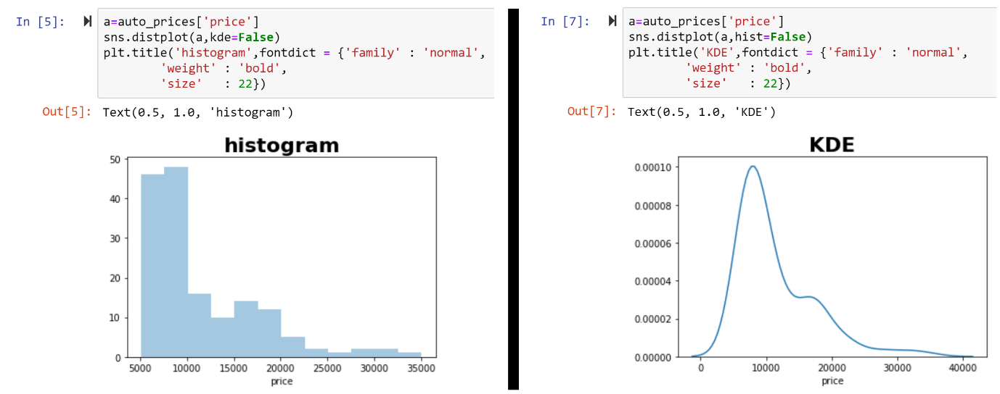 In [5]:
a=auto_prices['price']
sns.distplot(a,kde=False)
plt.title('histogram',fontdict = {'family' : 'normal',
'weight' : 'bold',
'size'   : 22})
Out[5]: Text(0.5, 1.0, 'histogram')
histogram
50
40
30
20
10
0
5000 10000 15000 20000 25000 30000 35000
price
In [7]:
a=auto_prices['price']
sns.distplot(a,hist=False)
plt.title('KDE',fontdict = {'family' : 'normal',
'weight' : 'bold',
'size'   : 22})
Out[7]: Text(0.5, 1.0, 'KDE')
KDE
0.00010
0.00008
0.00006
0.00004
0.00002
0.00000
0 10000 20000 30000 40000
price